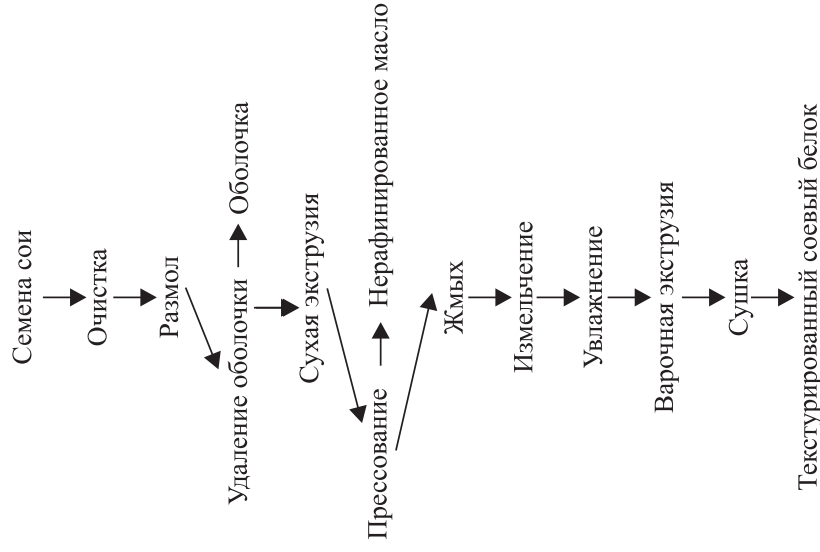 Семена сои
Очистка
Размол
Удаление оболочки
Оболочка
Сухая экструзия
Прессование
Нерафинированное масло
Жмых
Измельчение
Увлажнение
Варочная экструзия
Сушка
Текстурированный соевый белок